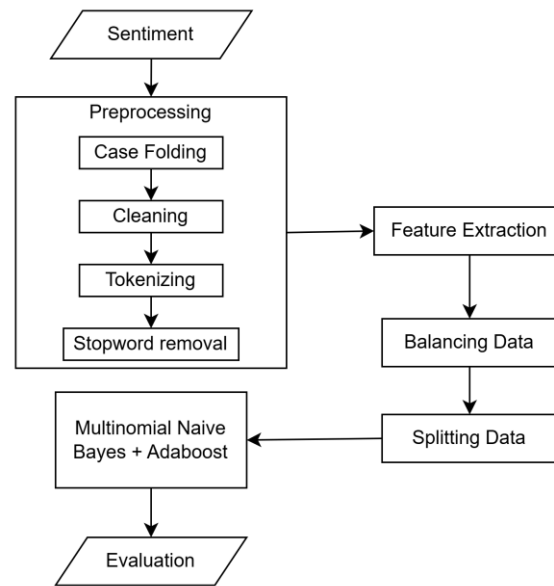 Sentiment
Preprocessing
Case Folding
Cleaning
Tokenizing
Stopword removal
Feature Extraction
Balancing Data
Splitting Data
Multinomial Naive
Bayes + Adaboost
Evaluation